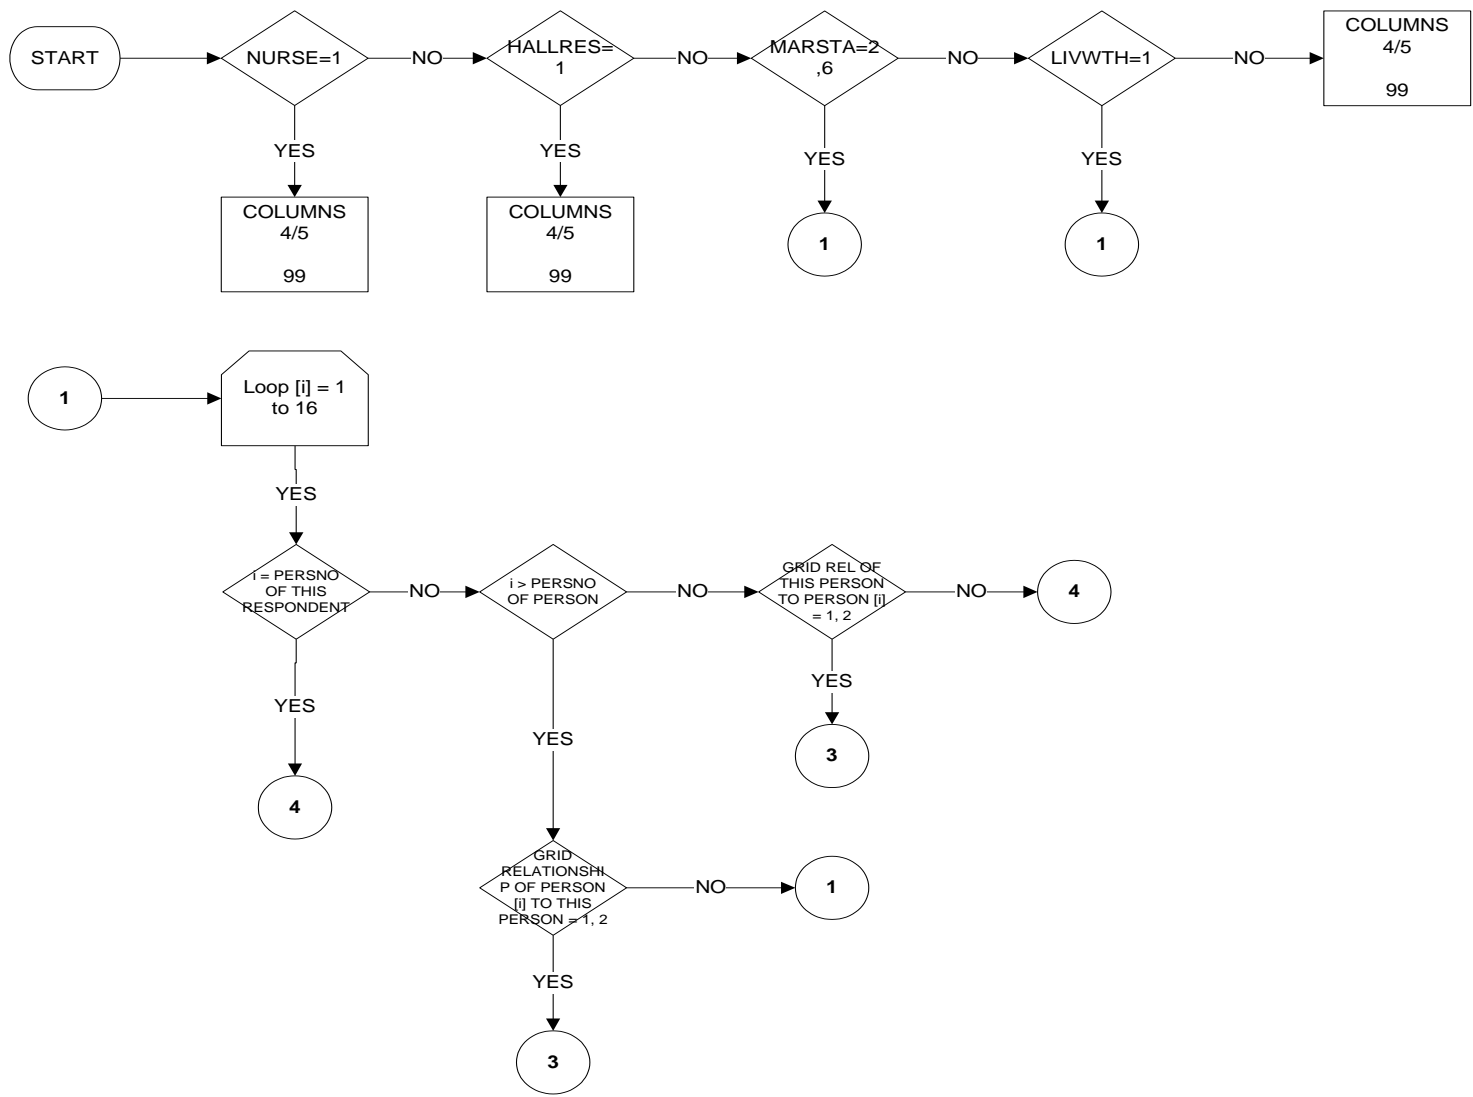 START
NURSE=1
NO
HALLRES=
1
NO
MARSTA=2
,6
NO
LIVWTH=1
NO
COLUMNS
4/5
99
YES
YES
YES
YES
COLUMNS
4/5
99
COLUMNS
4/5
99
1
1
1
Loop [i] = 1
to 16
YES
i = PERSNO
OF THIS
RESPONDENT
NO
i > PERSNO
OF PERSON
NO
GRID REL OF
THIS PERSON
TO PERSON [i]
= 1, 2
NO
4
YES
YES
YES
3
4
GRID
RELATIONSHI
P OF PERSON
[i] TO THIS
PERSON = 1, 2
NO
1
YES
3